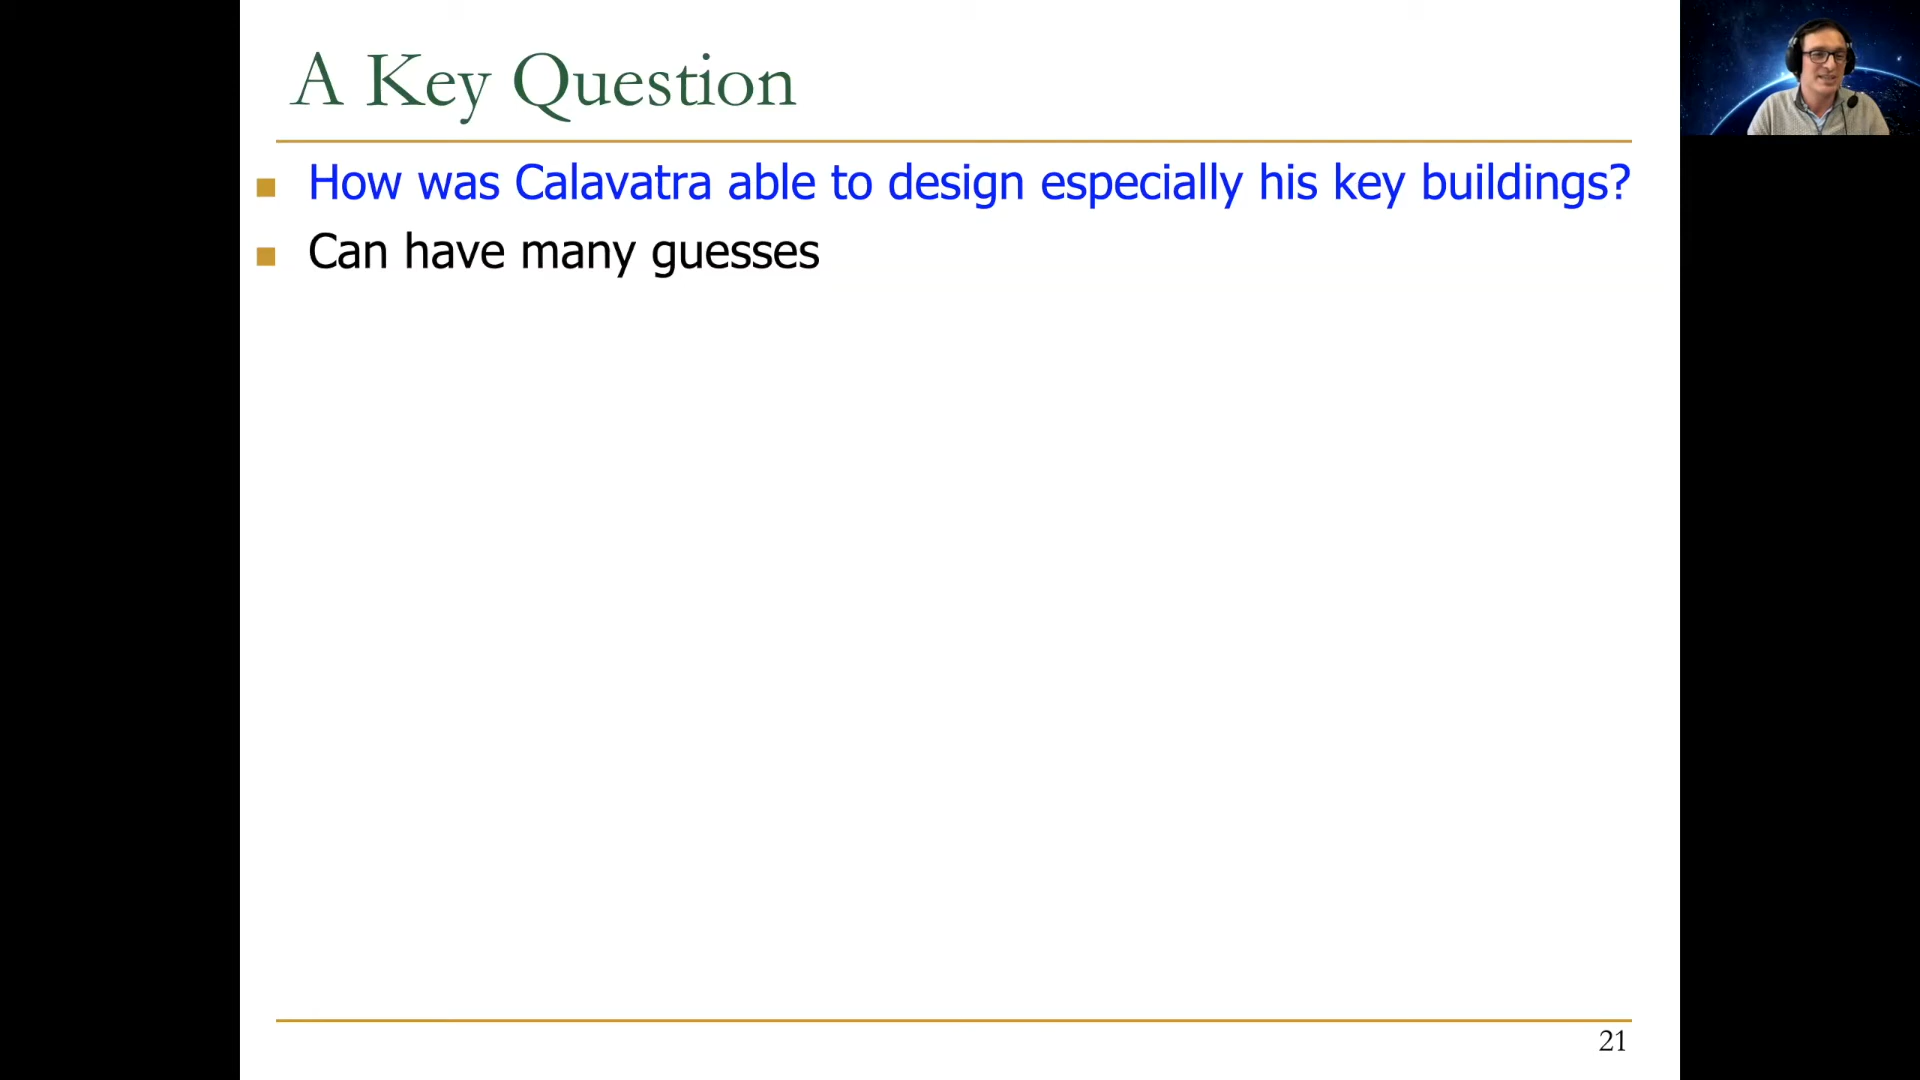 A Key Question
How was Calavatra able to design especially his key buildings?
Can have many guesses
21